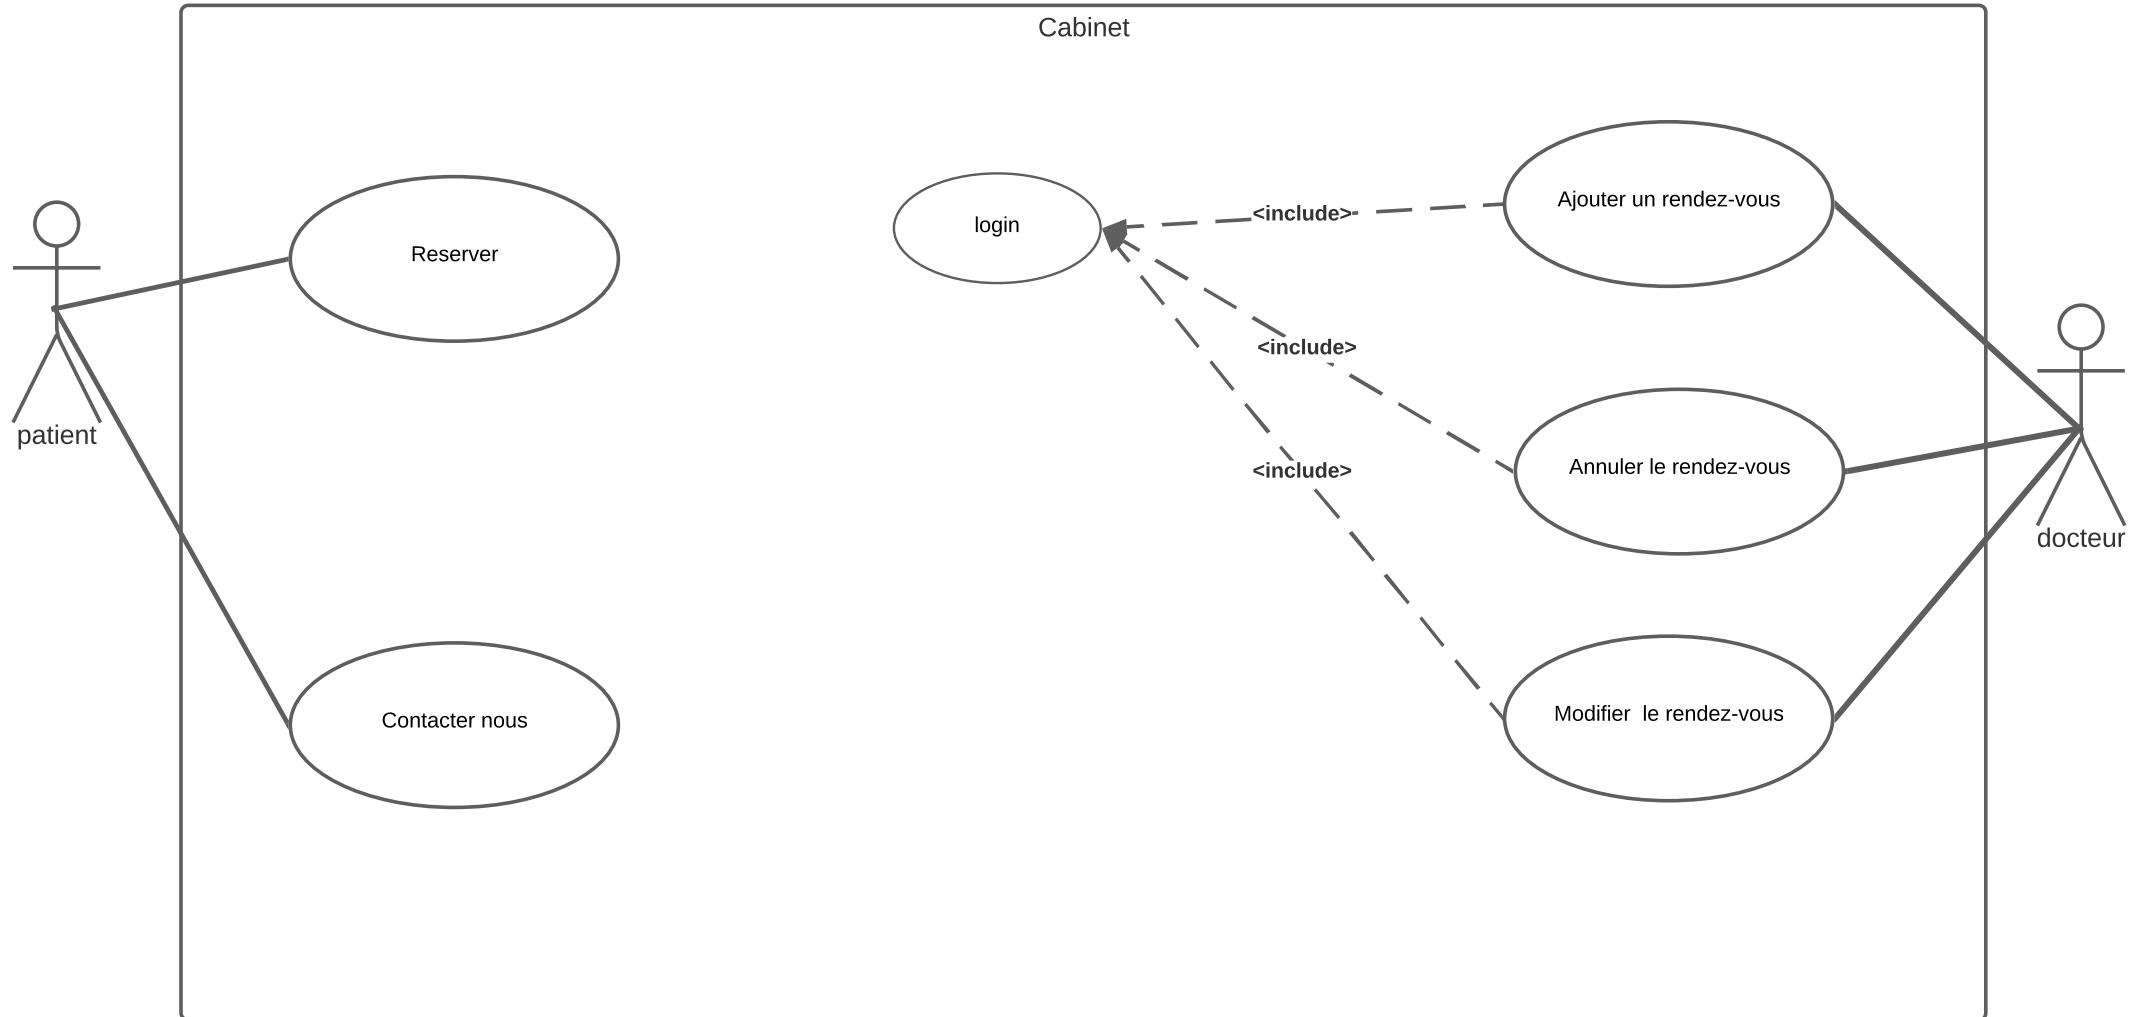 Cabinet
Ajouter un rendez-vous
<include>
login
Reserver
<include>
patient
Annuler le rendez-vous
<include>
docteur
Modifier  le rendez-vous
Contacter nous